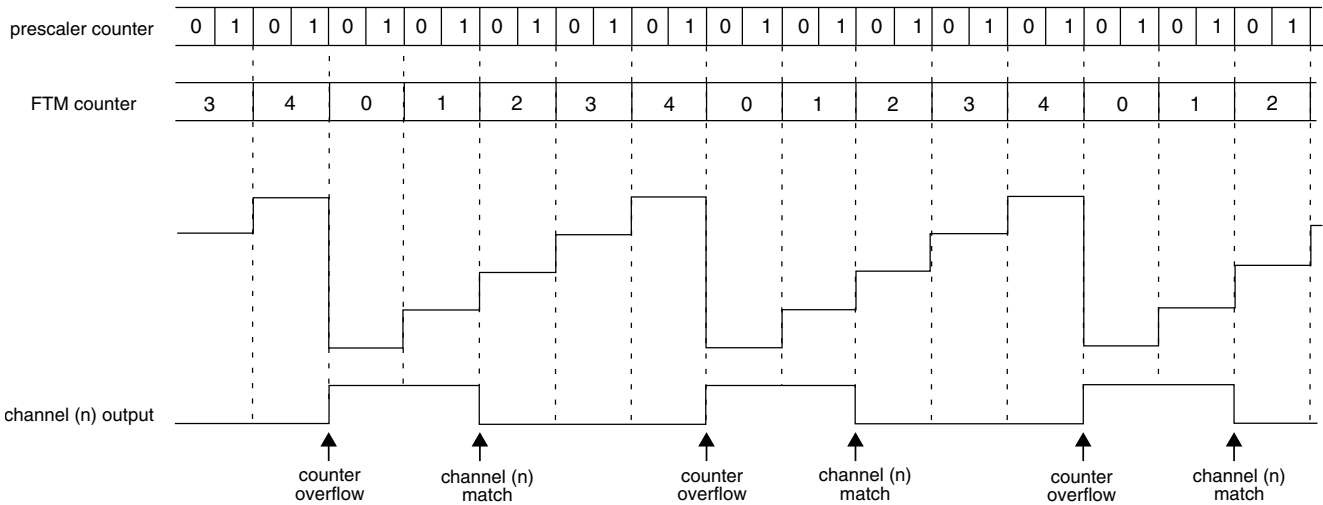 prescaler counter 0 1 0 1 0 1 0 1 0 1 0 1 0 1 0 1 0 1 0 1 0 1 0 1 0 1 0 1 0 1
FTM counter 3 4 0 1 2 3 4 0 1 2 3 4 0 1 2
channel (n) output
counter overflow
channel (n) match
counter overflow
channel (n) match
counter overflow
channel (n) match